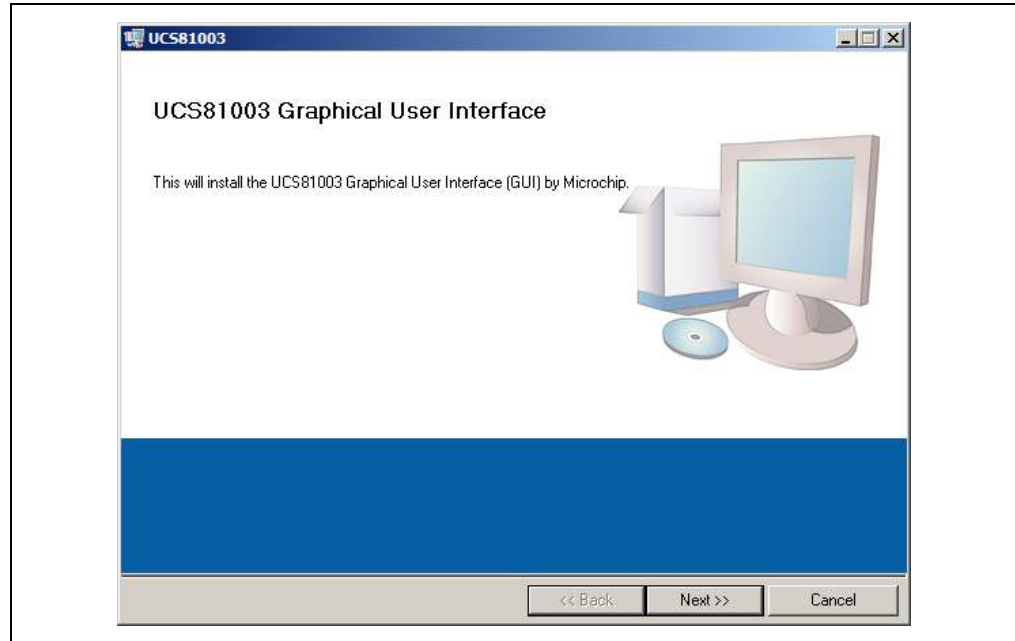 UCS81003
UCS81003 Graphical User Interface
This will install the UCS81003 Graphical User Interface (GUI) by Microchip.
<< Back
Next >>
Cancel